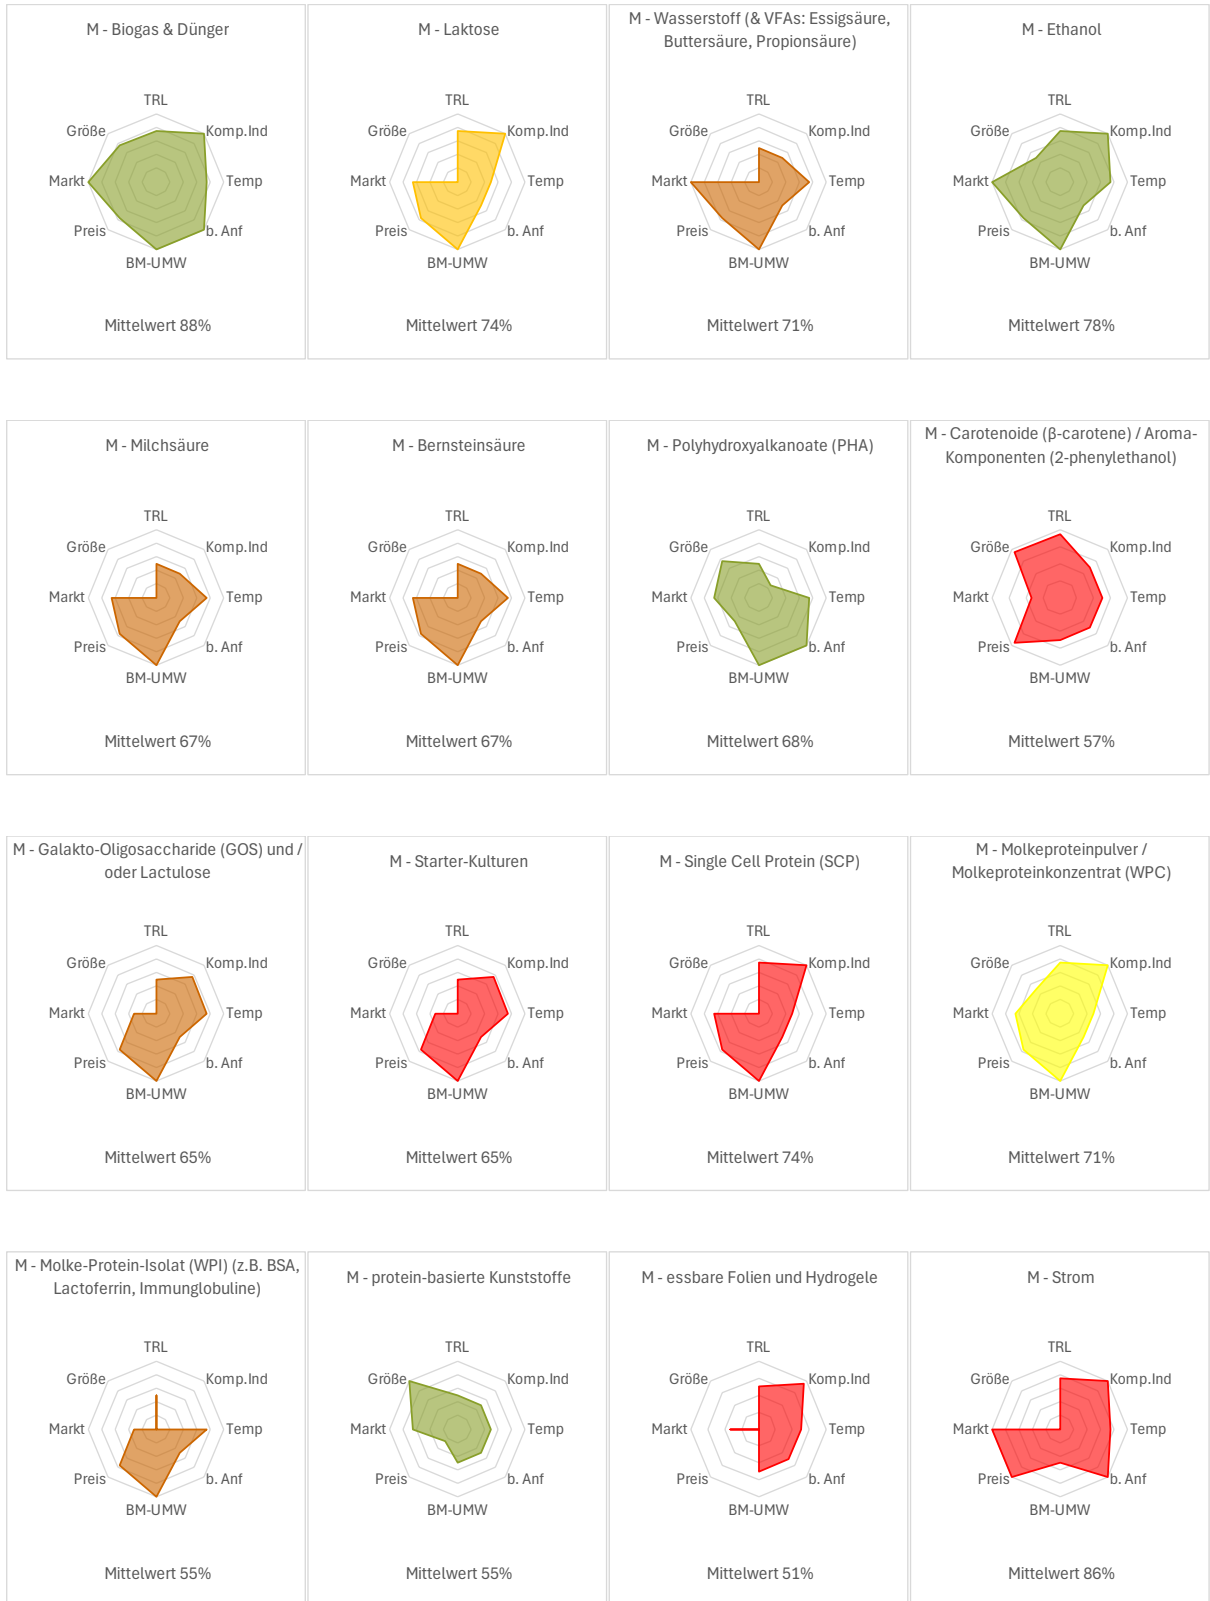 M - Biogas & Dünger
TRL
Komp.Ind
Temp
b. Anf
BM-UMW
Preis
Markt
Größe
Mittelwert 88%
M - Laktose
TRL
Komp.Ind
Temp
b. Anf
BM-UMW
Preis
Markt
Größe
Mittelwert 74%
M - Wasserstoff (& VFAs: Essigsäure,
Buttersäure, Propionsäure)
TRL
Komp.Ind
Temp
b. Anf
BM-UMW
Preis
Markt
Größe
Mittelwert 71%
M - Ethanol
TRL
Komp.Ind
Temp
b. Anf
BM-UMW
Preis
Markt
Größe
Mittelwert 78%
M - Milchsäure
TRL
Komp.Ind
Temp
b. Anf
BM-UMW
Preis
Markt
Größe
Mittelwert 67%
M - Bernsteinsäure
TRL
Komp.Ind
Temp
b. Anf
BM-UMW
Preis
Markt
Größe
Mittelwert 67%
M - Polyhydroxyalkanoate (PHA)
TRL
Komp.Ind
Temp
b. Anf
BM-UMW
Preis
Markt
Größe
Mittelwert 68%
M - Carotenoide (β-carotene) / Aroma-
Komponenten (2-phenylethanol)
TRL
Komp.Ind
Temp
b. Anf
BM-UMW
Preis
Markt
Größe
Mittelwert 57%
M - Galakto-Oligosaccharide (GOS) und /
oder Lactulose
TRL
Komp.Ind
Temp
b. Anf
BM-UMW
Preis
Markt
Größe
Mittelwert 65%
M - Starter-Kulturen
TRL
Komp.Ind
Temp
b. Anf
BM-UMW
Preis
Markt
Größe
Mittelwert 65%
M - Single Cell Protein (SCP)
TRL
Komp.Ind
Temp
b. Anf
BM-UMW
Preis
Markt
Größe
Mittelwert 74%
M - Molkeproteinpulver /
Molkeproteinkonzentrat (WPC)
TRL
Komp.Ind
Temp
b. Anf
BM-UMW
Preis
Markt
Größe
Mittelwert 71%
M - Molke-Protein-Isolat (WPI) (z.B. BSA,
Lactoferrin, Immunglobuline)
TRL
Komp.Ind
Temp
b. Anf
BM-UMW
Preis
Markt
Größe
Mittelwert 55%
M - protein-basierte Kunststoffe
TRL
Komp.Ind
Temp
b. Anf
BM-UMW
Preis
Markt
Größe
Mittelwert 55%
M - essbare Folien und Hydrogele
TRL
Komp.Ind
Temp
b. Anf
BM-UMW
Preis
Markt
Größe
Mittelwert 51%
M - Strom
TRL
Komp.Ind
Temp
b. Anf
BM-UMW
Preis
Markt
Größe
Mittelwert 86%